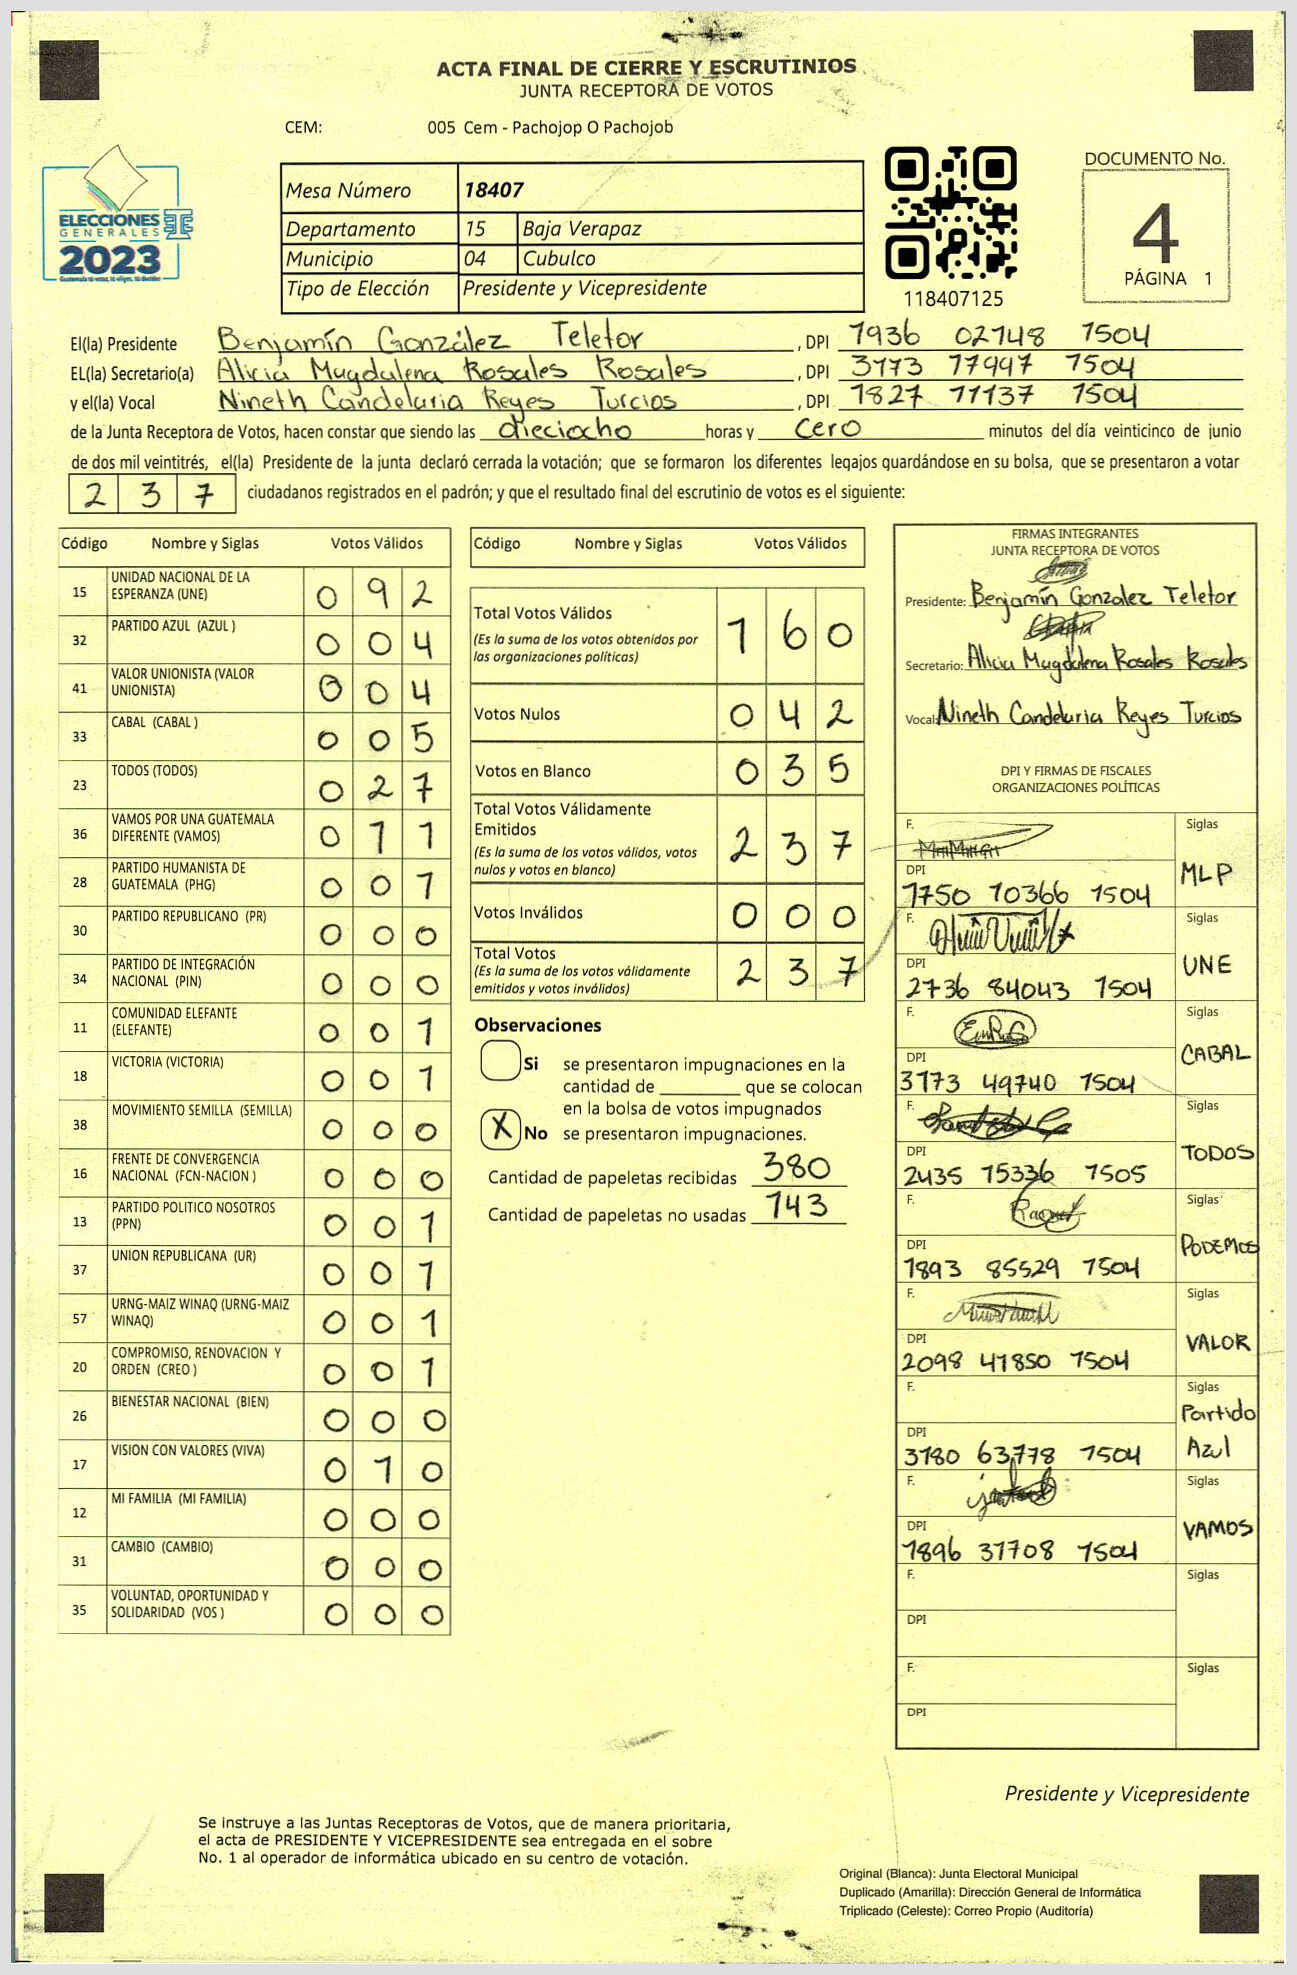 ACTA FINAL DE CIERRE Y ESCRUTINIOS
JUNTA RECEPTORA DE VOTOS
CEM: 005 Cem - Pachojop O Pachojob
ELECCIONES
GENERALES
2023
Mesa Número 18407
Departamento 15 Baja Verapaz
Municipio 04 Cubulco
Tipo de Elección Presidente y Vicepresidente
118407125
DOCUMENTO No.
4
PÁGINA 1
El(la) Presidente Benjamín González Teletor, DPI 1936 02748 1504
EL(la) Secretario(a) Alicia Magdalena Rosales Rosales, DPI 3173 17997 1504
y el(la) Vocal Nineth Candelaria Reyes Turcios, DPI 1827 11137 1504
de la Junta Receptora de Votos, hacen constar que siendo las dieciocho horas y cero minutos del día veinticinco de junio
de dos mil veintitrés, el(la) Presidente de la junta declaró cerrada la votación; que se formaron los diferentes legajos guardándose en su bolsa, que se presentaron a votar
2 3 7 ciudadanos registrados en el padrón; y que el resultado final del escrutinio de votos es el siguiente:
Código Nombre y Siglas Votos Válidos
15 UNIDAD NACIONAL DE LA ESPERANZA (UNE) 0 9 2
32 PARTIDO AZUL (AZUL ) 0 0 4
41 VALOR UNIONISTA (VALOR UNIONISTA) 0 0 4
33 CABAL (CABAL ) 0 0 5
23 TODOS (TODOS) 0 2 7
36 VAMOS POR UNA GUATEMALA DIFERENTE (VAMOS) 0 1 1
28 PARTIDO HUMANISTA DE GUATEMALA (PHG) 0 0 1
30 PARTIDO REPUBLICANO (PR) 0 0 0
34 PARTIDO DE INTEGRACIÓN NACIONAL (PIN) 0 0 0
11 COMUNIDAD ELEFANTE (ELEFANTE) 0 0 1
18 VICTORIA (VICTORIA) 0 0 1
38 MOVIMIENTO SEMILLA (SEMILLA) 0 0 0
16 FRENTE DE CONVERGENCIA NACIONAL (FCN-NACION ) 0 0 0
13 PARTIDO POLITICO NOSOTROS (PPN) 0 0 1
37 UNION REPUBLICANA (UR) 0 0 1
57 URNG-MAIZ WINAQ (URNG-MAIZ WINAQ) 0 0 1
20 COMPROMISO, RENOVACION Y ORDEN (CREO ) 0 0 1
26 BIENESTAR NACIONAL (BIEN) 0 0 0
17 VISION CON VALORES (VIVA) 0 1 0
12 MI FAMILIA (MI FAMILIA) 0 0 0
31 CAMBIO (CAMBIO) 0 0 0
35 VOLUNTAD, OPORTUNIDAD Y SOLIDARIDAD (VOS ) 0 0 0
Código Nombre y Siglas Votos Válidos
Total Votos Válidos 1 6 0
(Es la suma de los votos obtenidos por
las organizaciones políticas)
Votos Nulos 0 4 2
Votos en Blanco 0 3 5
Total Votos Válidamente
Emitidos 2 3 7
(Es la suma de los votos válidos, votos
nulos y votos en blanco)
Votos Inválidos 0 0 0
Total Votos 2 3 7
(Es la suma de los votos válidamente
emitidos y votos inválidos)
Observaciones
Si se presentaron impugnaciones en la
cantidad de ________ que se colocan
en la bolsa de votos impugnados
X No se presentaron impugnaciones.
Cantidad de papeletas recibidas 380
Cantidad de papeletas no usadas 143
FIRMAS INTEGRANTES
JUNTA RECEPTORA DE VOTOS
Presidente: Benjamín Gonzalez Teletor
Secretario: Alicia Magdalena Rosales Rosales
Vocal: Nineth Candelaria Reyes Turcios
DPI Y FIRMAS DE FISCALES
ORGANIZACIONES POLÍTICAS
F. Siglas
DPI MLP
1750 10366 1504
F. Siglas
DPI UNE
2736 84043 1504
F. Siglas
DPI CABAL
3173 49740 1504
F. Siglas
DPI TODOS
2435 15336 1505
F. Siglas
DPI PODEMOS
1893 85529 1504
F. Siglas
DPI VALOR
2098 41850 1504
F. Siglas
Partido
DPI Azul
3180 63778 1504
F. Siglas
DPI VAMOS
1896 31708 1504
F. Siglas
DPI
F. Siglas
DPI
Presidente y Vicepresidente
Se instruye a las Juntas Receptoras de Votos, que de manera prioritaria,
el acta de PRESIDENTE Y VICEPRESIDENTE sea entregada en el sobre
No. 1 al operador de informática ubicado en su centro de votación.
Original (Blanca): Junta Electoral Municipal
Duplicado (Amarilla): Dirección General de Informática
Triplicado (Celeste): Correo Propio (Auditoría)